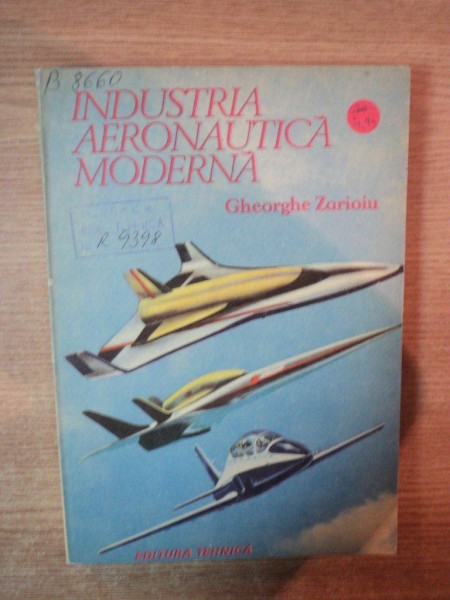 B 8660
INDUSTRIA
AERONAUTICĂ
MODERNĂ
Gheorghe Zarioiu
R 9398
EDITURA TEHNICĂ